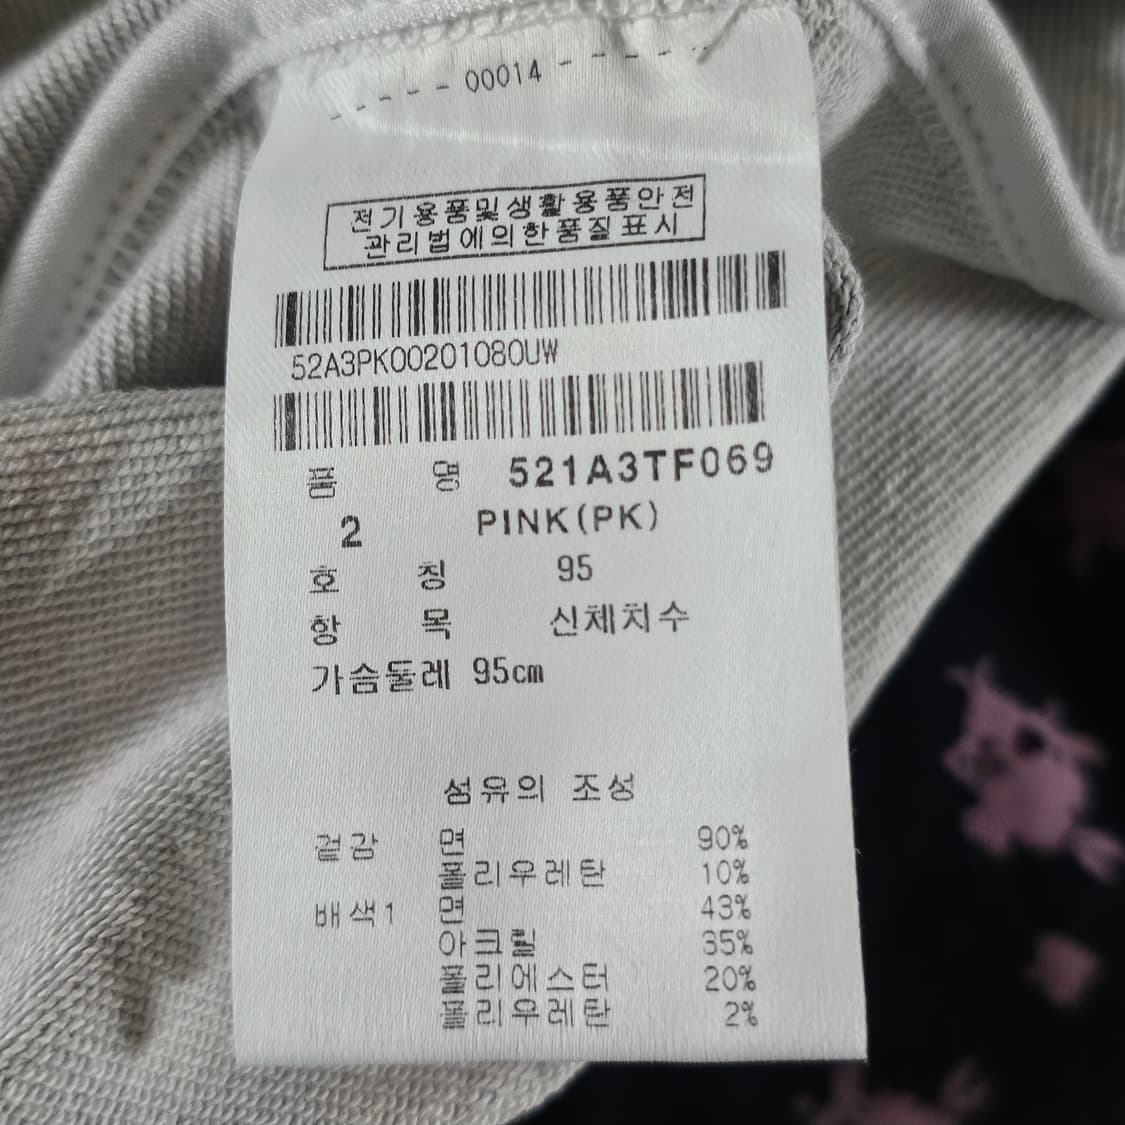 - - - - 00014 - - - - -
전기용품및생활용품안전
관리법에의한품질표시
52A3PK00201080UW
품 명 521A3TF069
2 PINK(PK)
호 칭 95
항 목 신체치수
가슴둘레 95cm
섬유의 조성
겉감 면 90%
폴리우레탄 10%
배색1 면 43%
아크릴 35%
폴리에스터 20%
폴리우레탄 2%